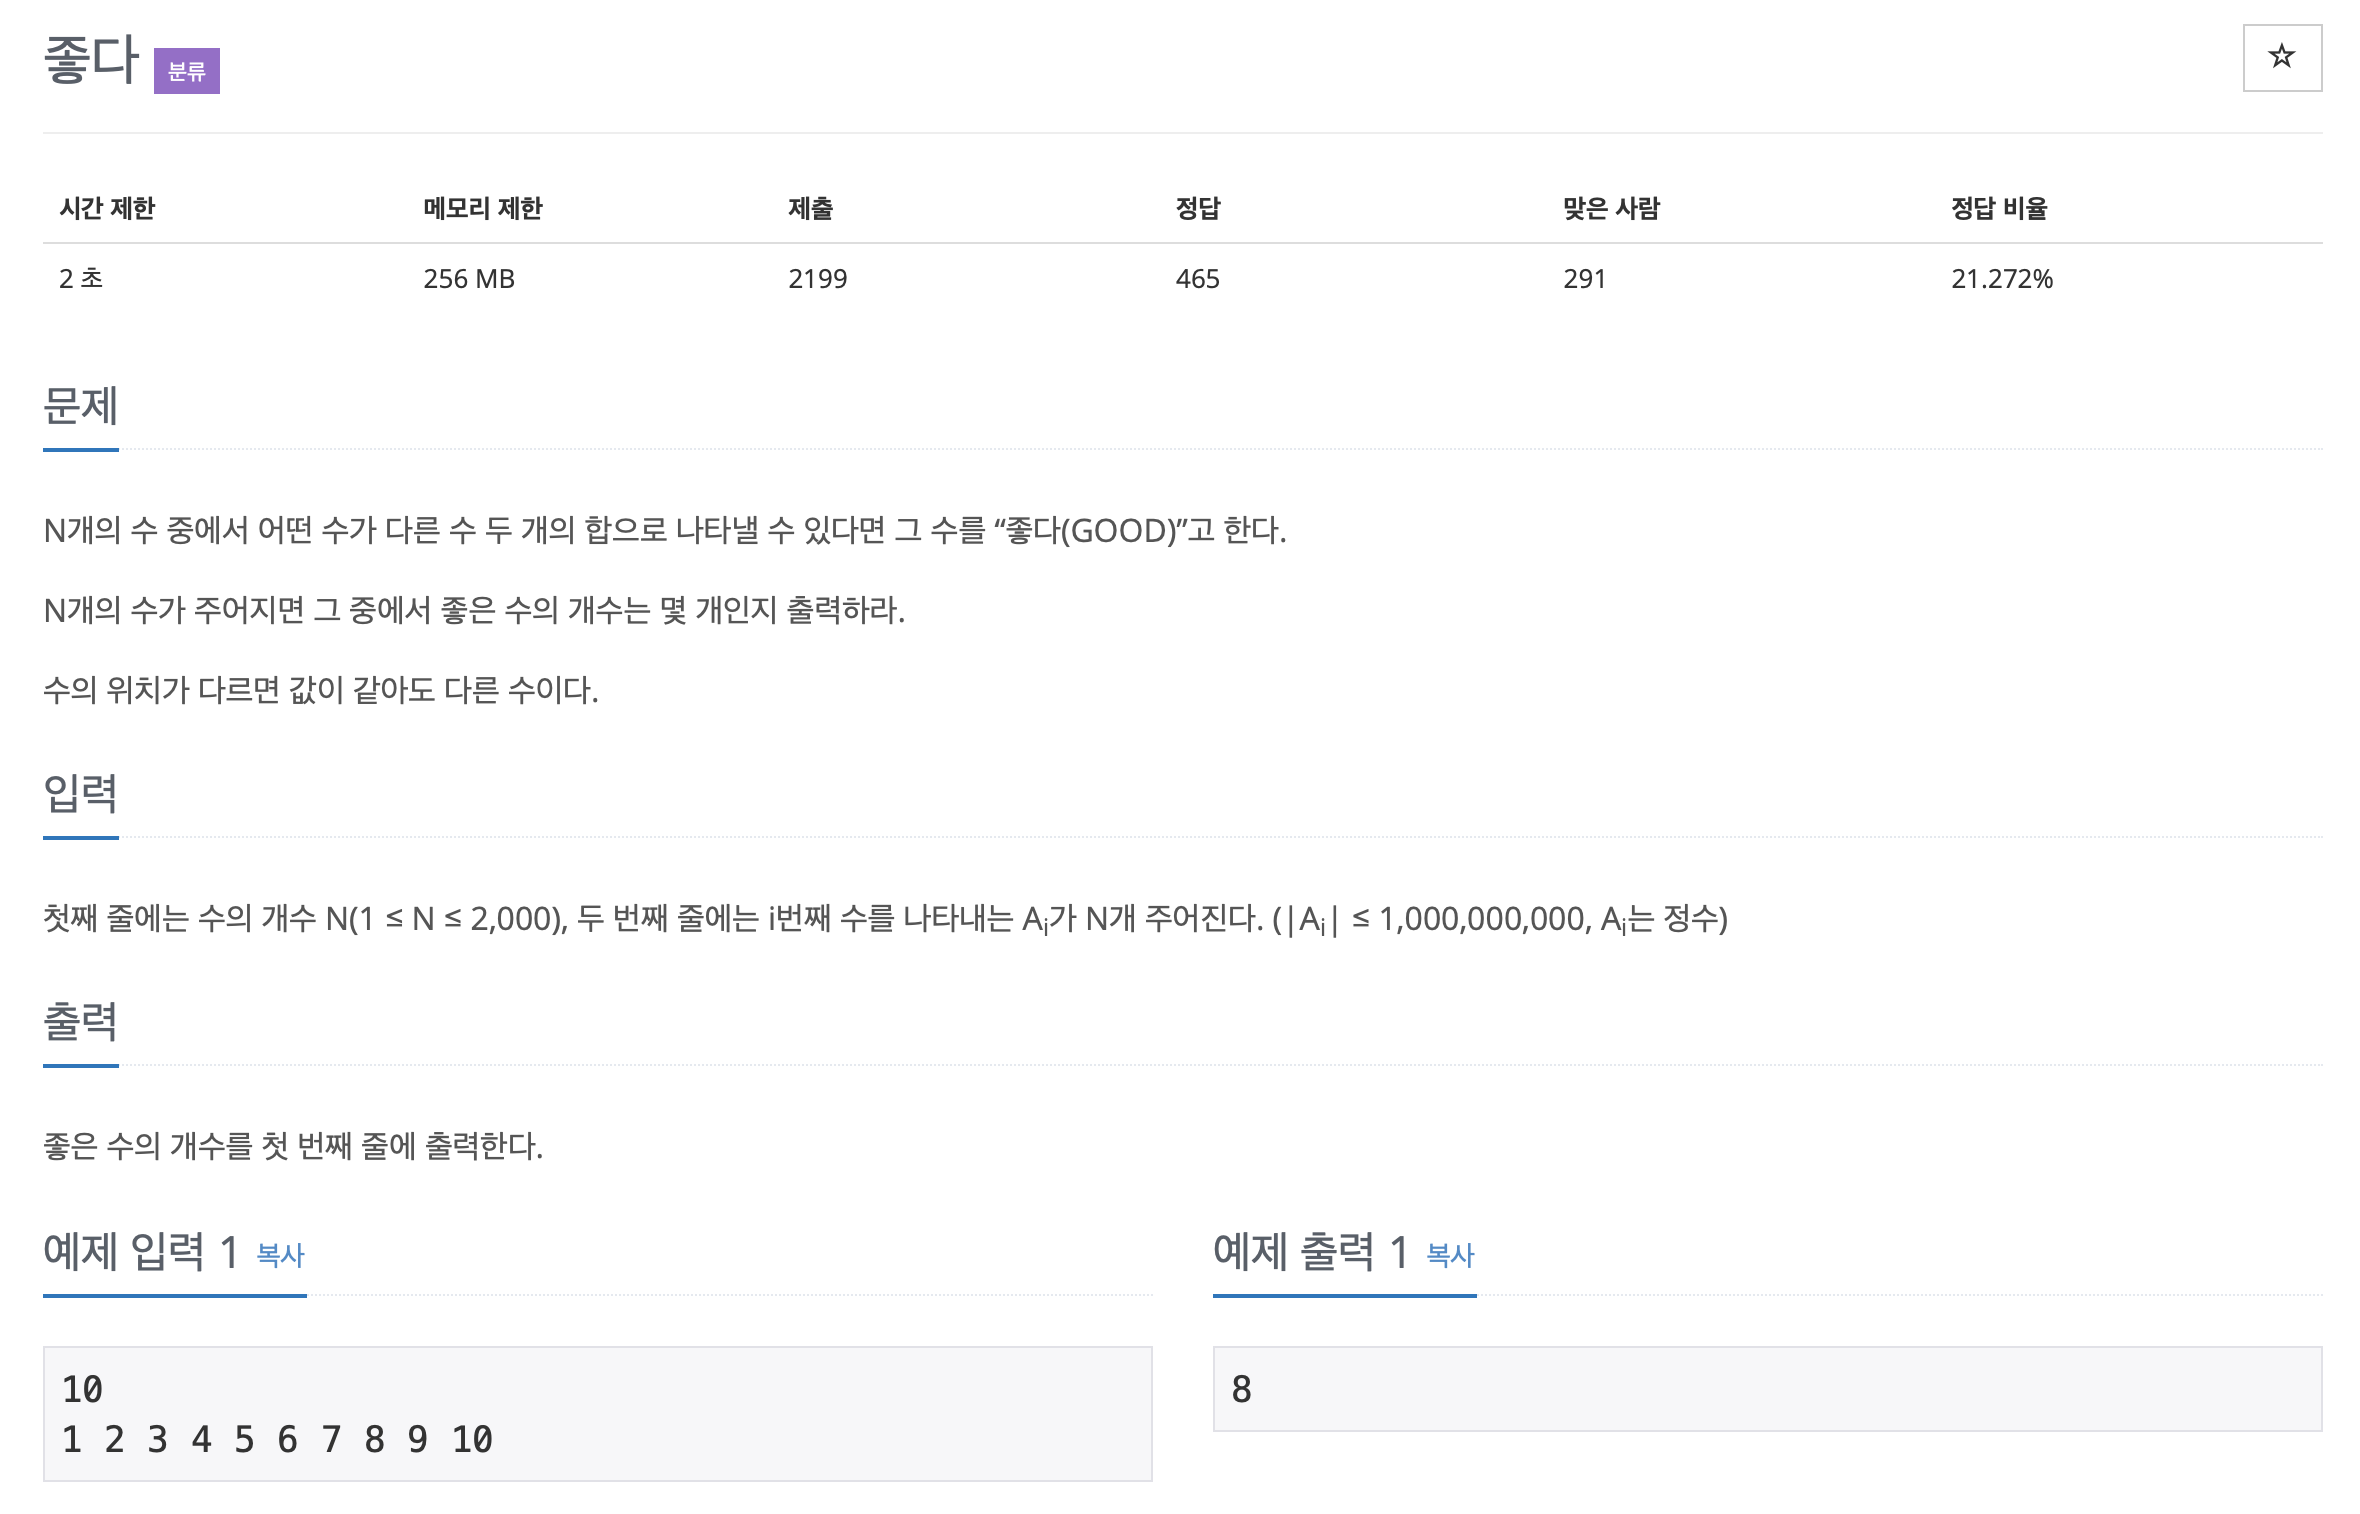 좋다 분류
☆
시간 제한 메모리 제한 제출 정답 맞은 사람 정답 비율
2 초 256 MB 2199 465 291 21.272%
문제
N개의 수 중에서 어떤 수가 다른 수 두 개의 합으로 나타낼 수 있다면 그 수를 “좋다(GOOD)”고 한다.
N개의 수가 주어지면 그 중에서 좋은 수의 개수는 몇 개인지 출력하라.
수의 위치가 다르면 값이 같아도 다른 수이다.
입력
첫째 줄에는 수의 개수 N(1 ≤ N ≤ 2,000), 두 번째 줄에는 i번째 수를 나타내는 Aᵢ가 N개 주어진다. (|Aᵢ| ≤ 1,000,000,000, Aᵢ는 정수)
출력
좋은 수의 개수를 첫 번째 줄에 출력한다.
예제 입력 1 복사
10
1 2 3 4 5 6 7 8 9 10
예제 출력 1 복사
8